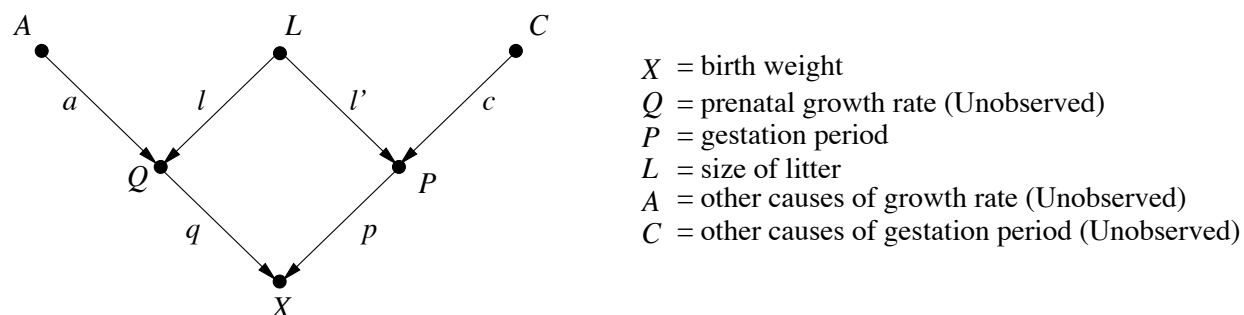 A
L
C
a
l
l’
c
Q
P
q
p
X
X = birth weight
Q = prenatal growth rate (Unobserved)
P = gestation period
L = size of litter
A = other causes of growth rate (Unobserved)
C = other causes of gestation period (Unobserved)